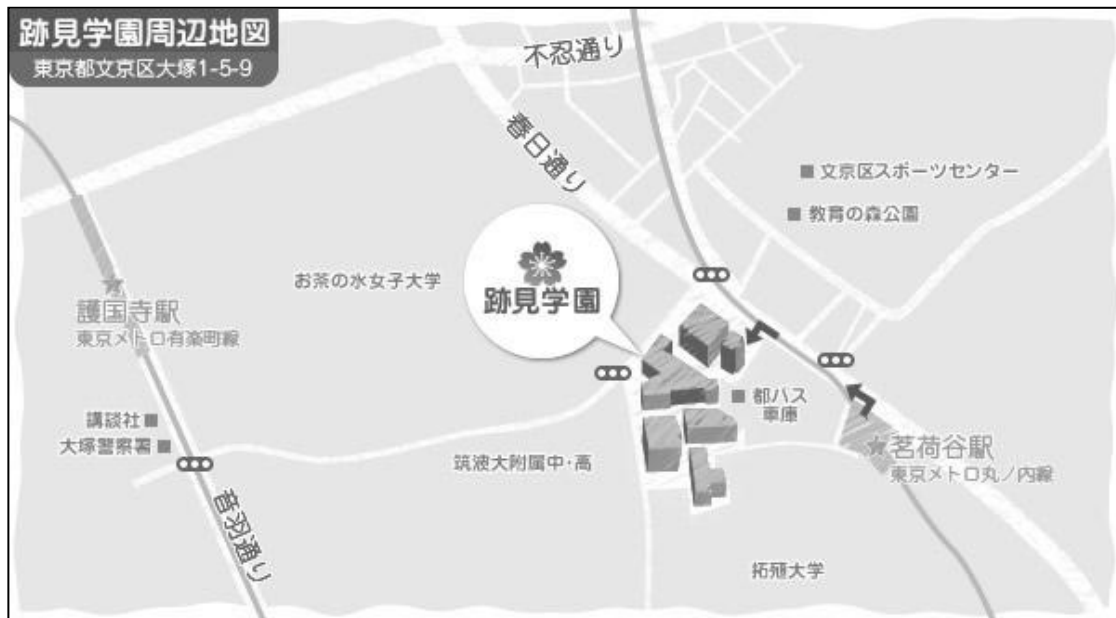 跡見学園周辺地図
東京都文京区大塚1-5-9
不忍通り
春日通り
文京区スポーツセンター
教育の森公園
お茶の水女子大学
跡見学園
護国寺駅
東京メトロ有楽町線
都バス
車庫
講談社
大塚警察署
筑波大附属中・高
茗荷谷駅
東京メトロ丸ノ内線
音羽通り
拓殖大学